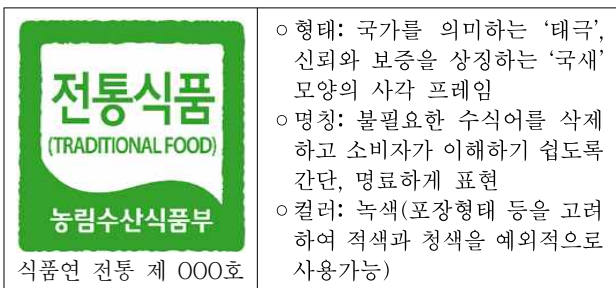 전통식품
(TRADITIONAL FOOD)
농림수산식품부
식품연 전통 제 OOO호
○ 형태: 국가를 의미하는 ‘태극’,
신뢰와 보증을 상징하는 ‘국새’
모양의 사각 프레임
○ 명칭: 불필요한 수식어를 삭제
하고 소비자가 이해하기 쉽도록
간단, 명료하게 표현
○ 컬러: 녹색(포장형태 등을 고려
하여 적색과 청색을 예외적으로
사용가능)